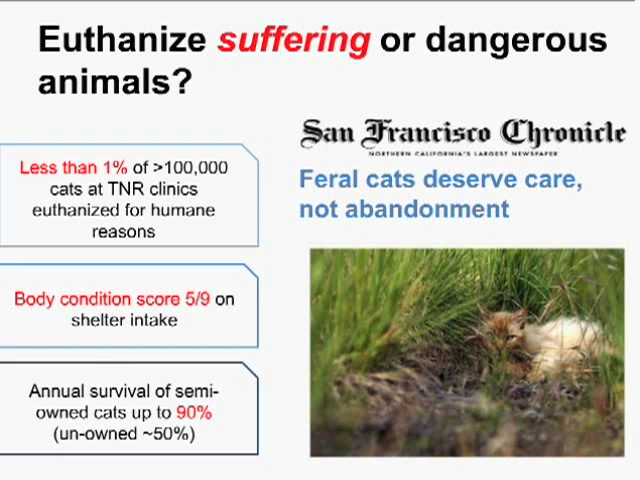 Euthanize suffering or dangerous
animals?
Less than 1% of >100,000
cats at TNR clinics
euthanized for humane
reasons
Body condition score 5/9 on
shelter intake
Annual survival of semi-
owned cats up to 90%
(un-owned ~50%)
San Francisco Chronicle
NORTHERN CALIFORNIA'S LARGEST NEWSPAPER
Feral cats deserve care,
not abandonment